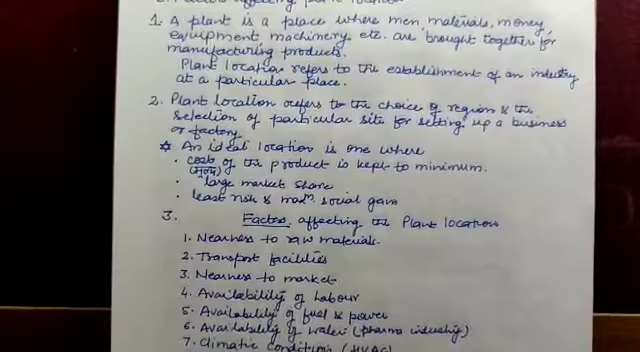 factors affecting plant location
1. A plant is a place where men, materials, money,
equipment, machinery etc. are brought together for
manufacturing products.
Plant location refers to the establishment of an industry
at a particular place.
2. Plant location refers to the choice of region & the
selection of particular site for setting up a business
or factory.
☆ An ideal location is one where
• cost of the product is kept to minimum.
(मूल्य)
• large market share
• least risk & maxm social gain
3. Factors affecting the Plant location
1. Nearness to raw materials.
2. Transport facilities
3. Nearness to market
4. Availability of Labour
5. Availability of fuel & power
6. Availability of water (pharma industry)
7. Climatic conditions (HVAC)